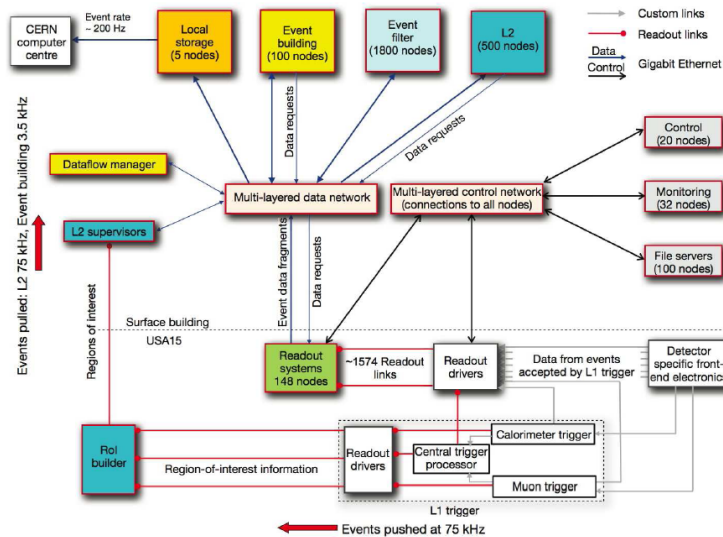 CERN
computer
centre
Event rate
~ 200 Hz
Local
storage
(5 nodes)
Event
building
(100 nodes)
Event
filter
(1800 nodes)
L2
(500 nodes)
Custom links
Readout links
Data
Control
Gigabit Ethernet
Data requests
Data requests
Control
(20 nodes)
Dataflow manager
Multi-layered data network
Multi-layered control network
(connections to all nodes)
Monitoring
(32 nodes)
L2 supervisors
File servers
(100 nodes)
Events pulled: L2 75 kHz, Event building 3.5 kHz
Regions of interest
Event data fragments
Data requests
Surface building
USA15
Readout
systems
148 nodes
~1574 Readout
links
Readout
drivers
Data from events
accepted by L1 trigger
Detector
specific front-
end electronic
RoI
builder
Region-of-interest information
Readout
drivers
Central trigger
processor
Calorimeter trigger
Muon trigger
L1 trigger
Events pushed at 75 kHz